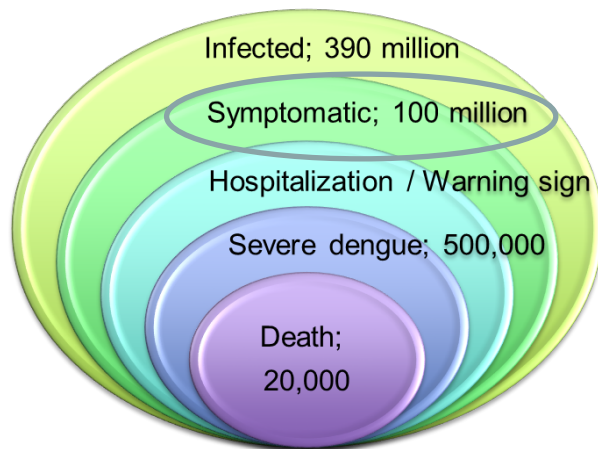 Infected; 390 million
Symptomatic; 100 million
Hospitalization / Warning sign
Severe dengue; 500,000
Death;
20,000